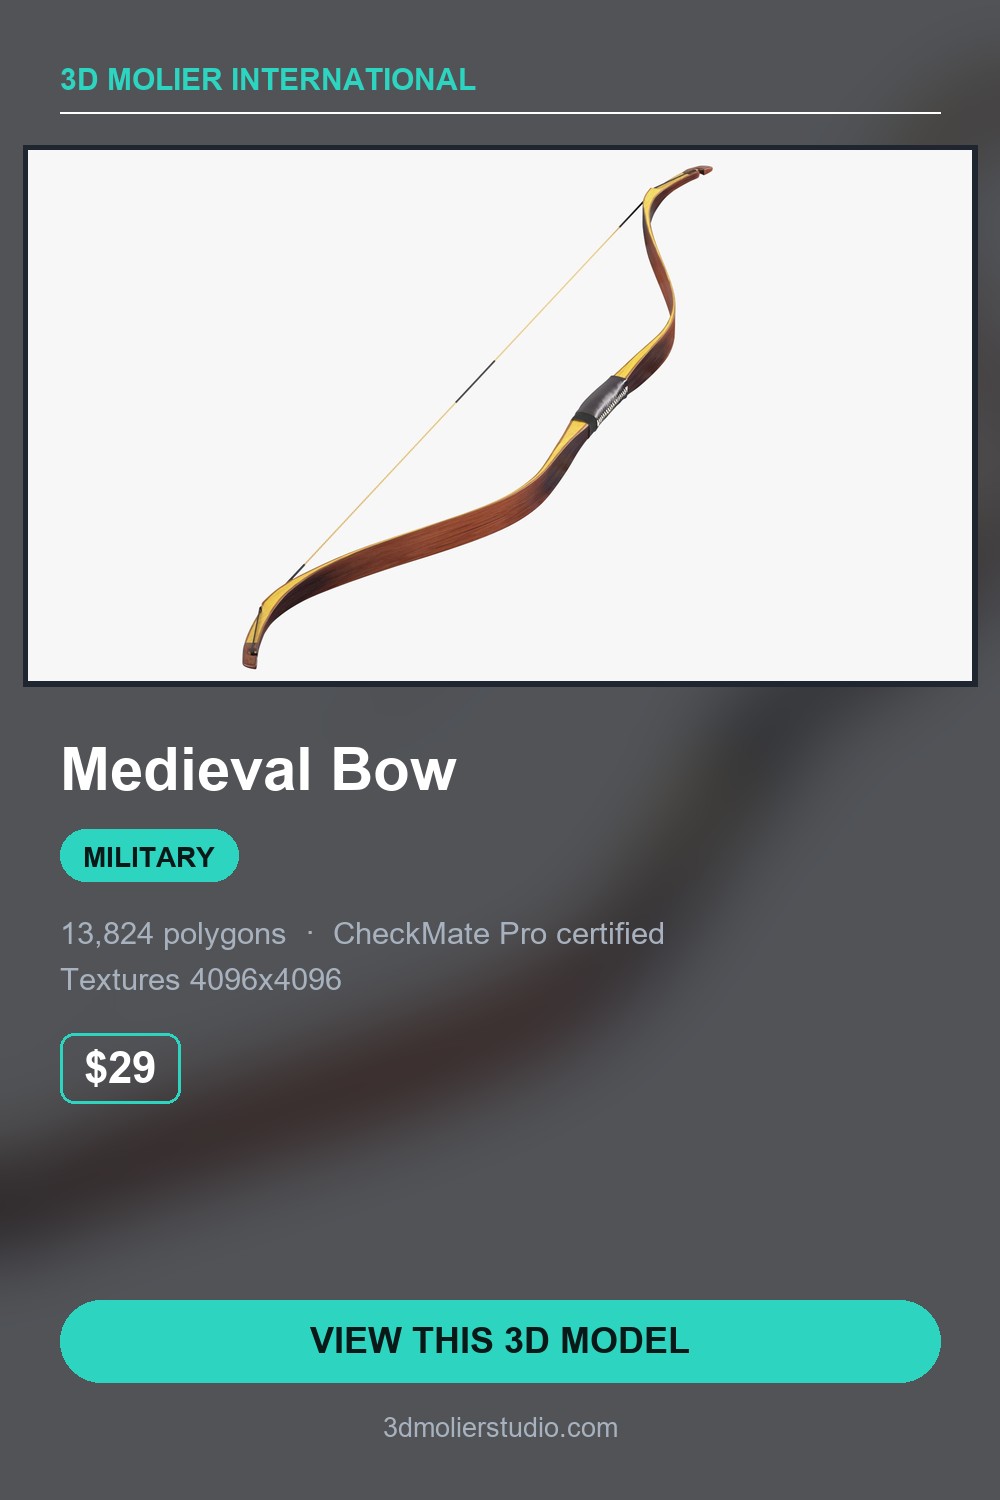 3D MOLIER INTERNATIONAL
Medieval Bow
MILITARY
13,824 polygons · CheckMate Pro certified
Textures 4096x4096
$29
VIEW THIS 3D MODEL
3dmolierstudio.com